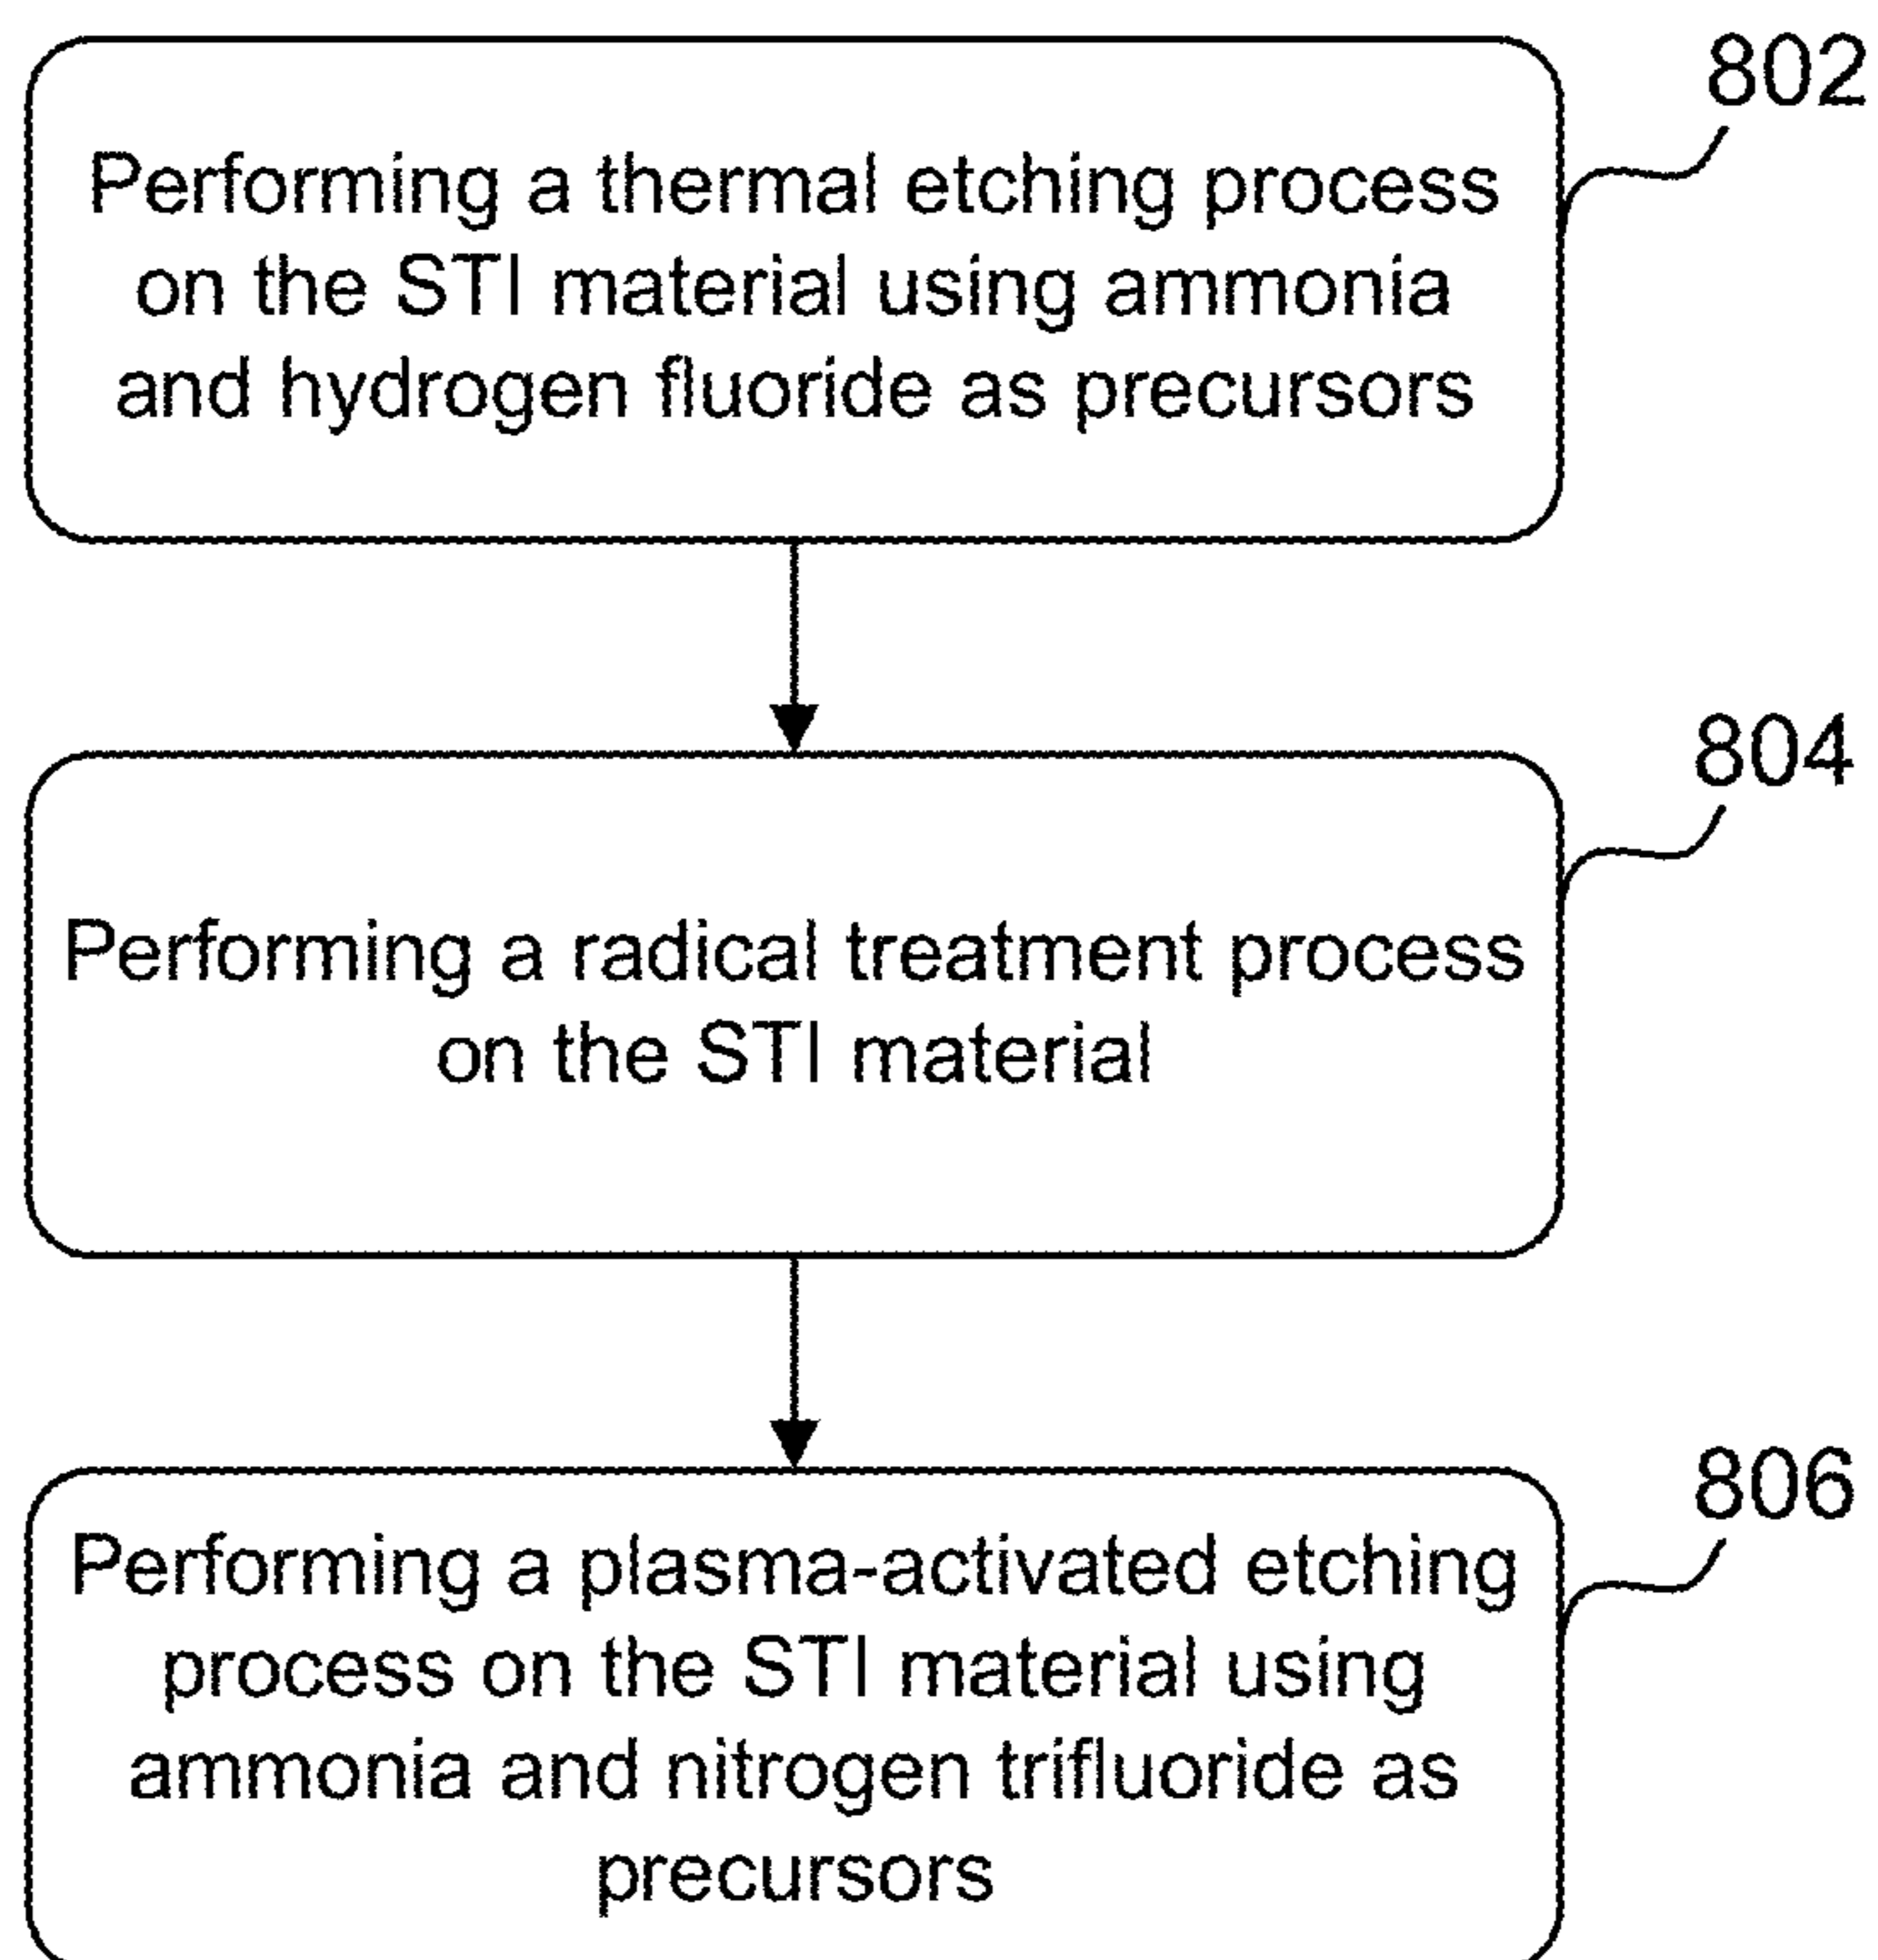 802
Performing a thermal etching process
on the STI material using ammonia
and hydrogen fluoride as precursors
804
Performing a radical treatment process
on the STI material
806
Performing a plasma-activated etching
process on the STI material using
ammonia and nitrogen trifluoride as
precursors